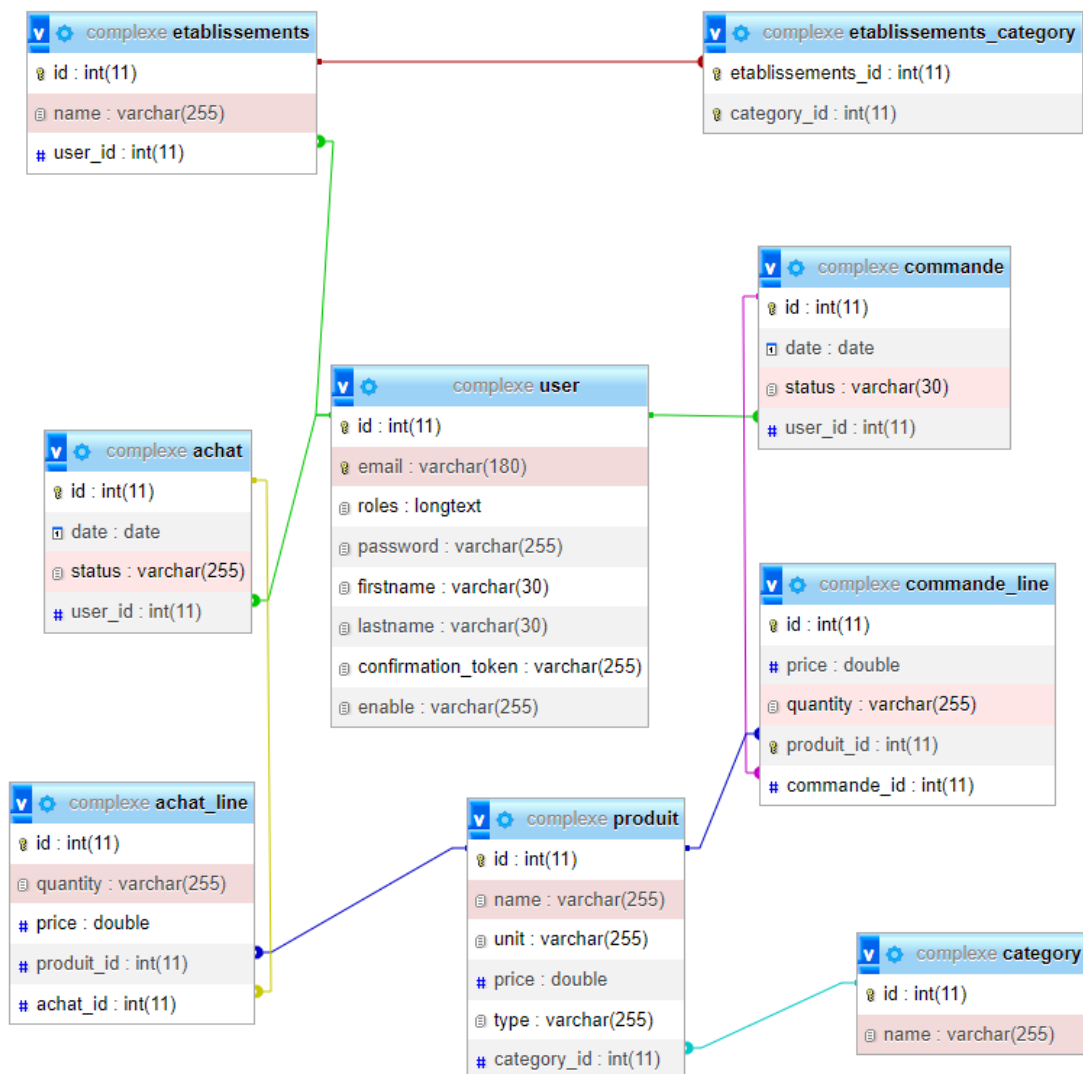 v complexe etablissements
id : int(11)
name : varchar(255)
# user_id : int(11)
v complexe etablissements_category
etablissements_id : int(11)
category_id : int(11)
v complexe commande
id : int(11)
date : date
status : varchar(30)
# user_id : int(11)
v complexe user
id : int(11)
email : varchar(180)
roles : longtext
password : varchar(255)
firstname : varchar(30)
lastname : varchar(30)
confirmation_token : varchar(255)
enable : varchar(255)
v complexe achat
id : int(11)
date : date
status : varchar(255)
# user_id : int(11)
v complexe commande_line
id : int(11)
# price : double
quantity : varchar(255)
produit_id : int(11)
# commande_id : int(11)
v complexe achat_line
id : int(11)
quantity : varchar(255)
# price : double
# produit_id : int(11)
# achat_id : int(11)
v complexe produit
id : int(11)
name : varchar(255)
unit : varchar(255)
# price : double
type : varchar(255)
# category_id : int(11)
v complexe category
id : int(11)
name : varchar(255)